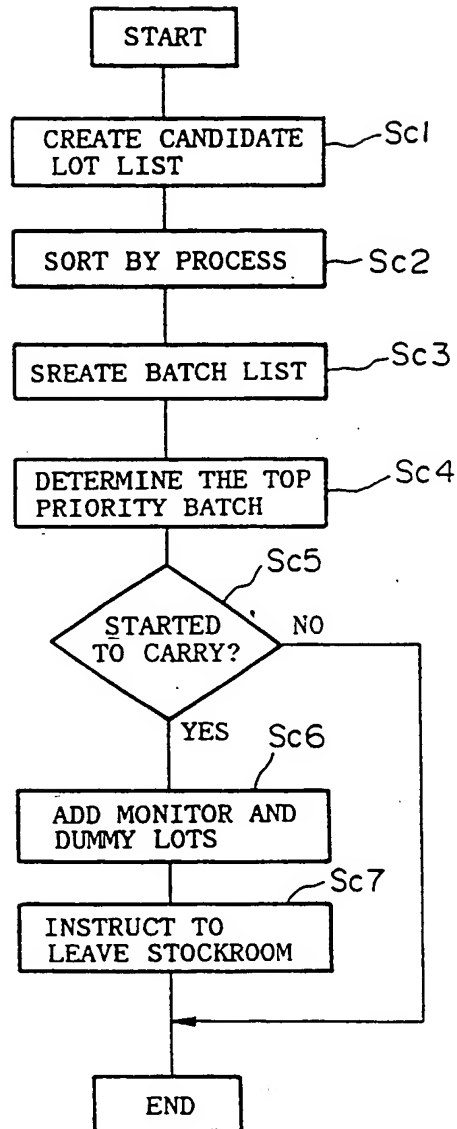 START
CREATE CANDIDATE
LOT LIST
Sc1
SORT BY PROCESS
Sc2
SREATE BATCH LIST
Sc3
DETERMINE THE TOP
PRIORITY BATCH
Sc4
Sc5
STARTED
TO CARRY?
NO
YES
Sc6
ADD MONITOR AND
DUMMY LOTS
Sc7
INSTRUCT TO
LEAVE STOCKROOM
END